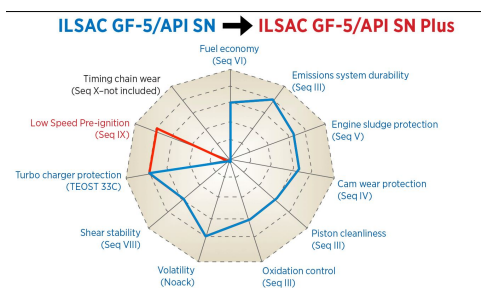 ILSAC GF-5/API SN ILSAC GF-5/API SN Plus
Fuel economy
(Seq VI)
Emissions system durability
(Seq III)
Engine sludge protection
(Seq V)
Cam wear protection
(Seq IV)
Piston cleanliness
(Seq III)
Oxidation control
(Seq III)
Volatility
(Noack)
Shear stability
(Seq VIII)
Turbo charger protection
(TEOST 33C)
Low Speed Pre-ignition
(Seq IX)
Timing chain wear
(Seq X–not included)